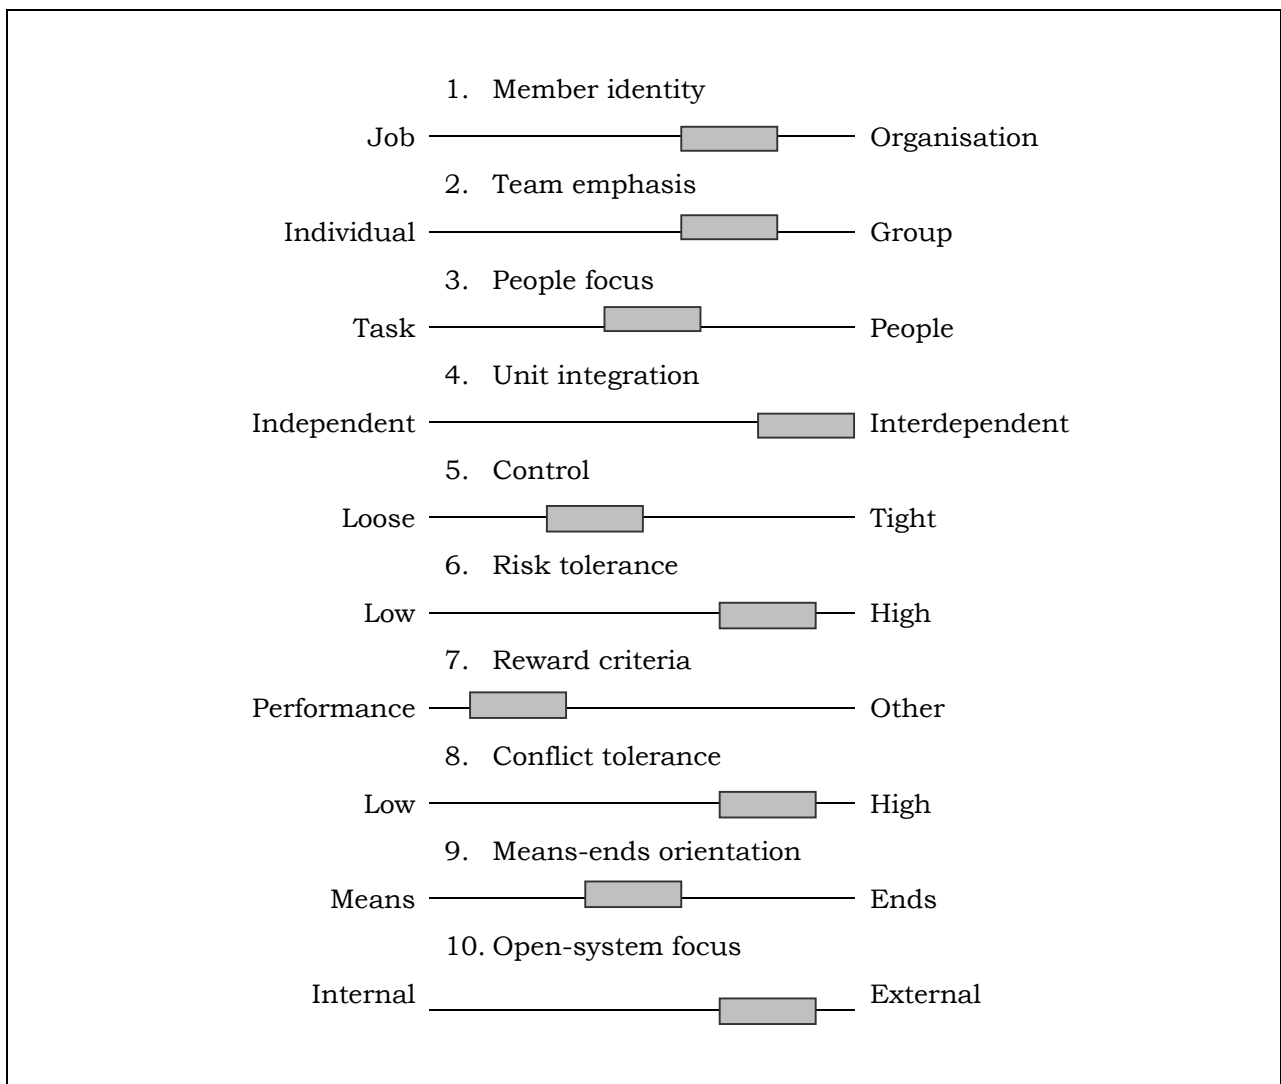 1. Member identity
Job Organisation
2. Team emphasis
Individual Group
3. People focus
Task People
4. Unit integration
Independent Interdependent
5. Control
Loose Tight
6. Risk tolerance
Low High
7. Reward criteria
Performance Other
8. Conflict tolerance
Low High
9. Means-ends orientation
Means Ends
10. Open-system focus
Internal External